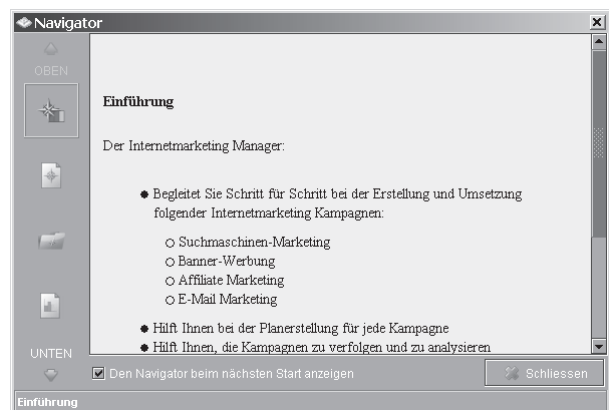 Navigator
OBEN
Einführung
Der Internetmarketing Manager:
Begleitet Sie Schritt für Schritt bei der Erstellung und Umsetzung
folgender Internetmarketing Kampagnen:
Suchmaschinen-Marketing
Banner-Werbung
Affiliate Marketing
E-Mail Marketing
Hilft Ihnen bei der Planerstellung für jede Kampagne
Hilft Ihnen, die Kampagnen zu verfolgen und zu analysieren
UNTEN
Den Navigator beim nächsten Start anzeigen
Schliessen
Einführung